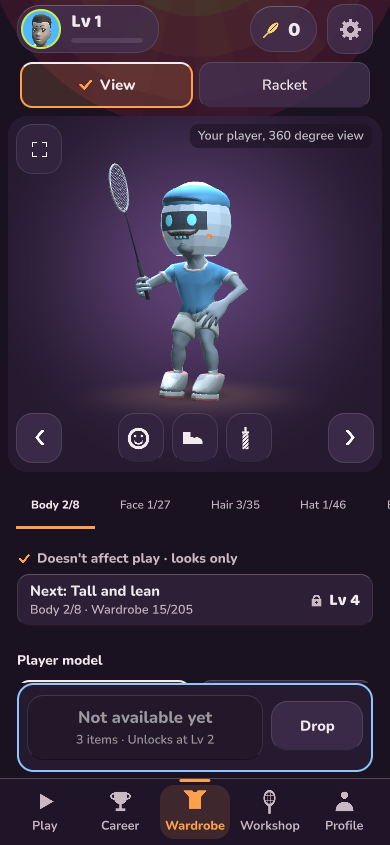 Lv 1
0
View
Racket
Your player, 360 degree view
Body 2/8
Face 1/27
Hair 3/35
Hat 1/46
Doesn't affect play · looks only
Next: Tall and lean
Body 2/8 · Wardrobe 15/205
Lv 4
Player model
Not available yet
3 items · Unlocks at Lv 2
Drop
Play
Career
Wardrobe
Workshop
Profile